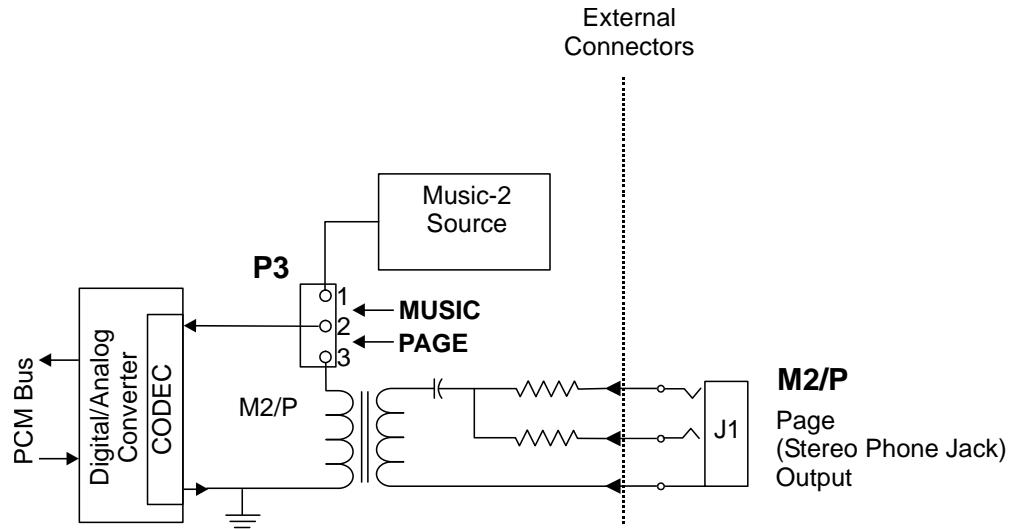 External
Connectors
Music-2
Source
P3
1
MUSIC
2
PAGE
3
PCM Bus
Digital/Analog
Converter
CODEC
M2/P
J1
M2/P
Page
(Stereo Phone Jack)
Output